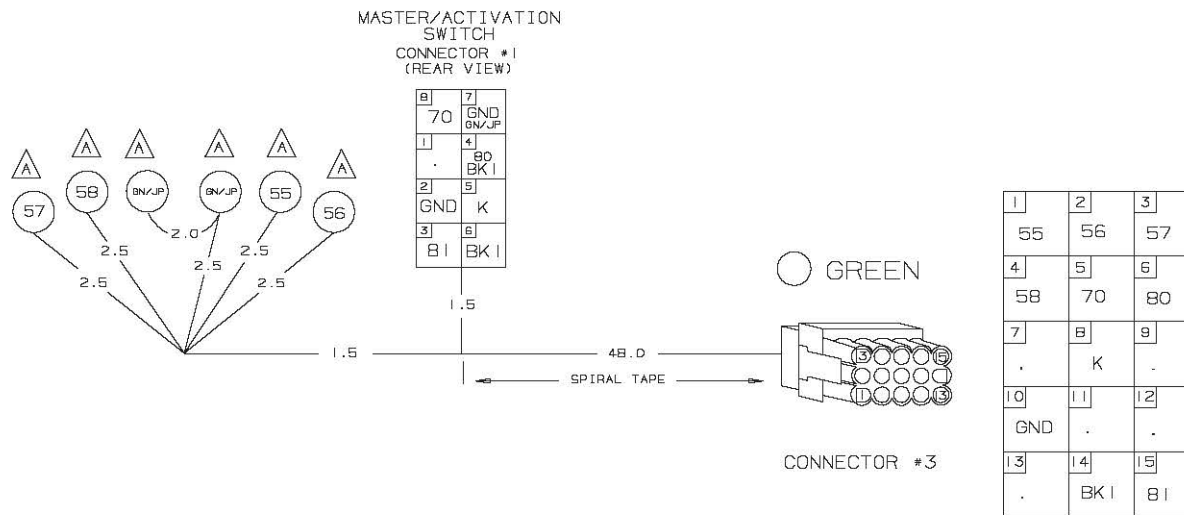 MASTER/ACTIVATION
SWITCH
CONNECTOR #1
(REAR VIEW)
8 7
70 GND
GN/JP
1 4
. 80
BK1
2 5
GND K
3 6
81 BK1
A A A A A A
57 58 GN/JP GN/JP 55 56
2.0
2.5 2.5 2.5 2.5 2.5
1.5
1.5 48.0
SPIRAL TAPE
GREEN
3 15
1 13
CONNECTOR #3
1 2 3
55 56 57
4 5 6
58 70 80
7 8 9
. K .
10 11 12
GND . .
13 14 15
. BK1 81